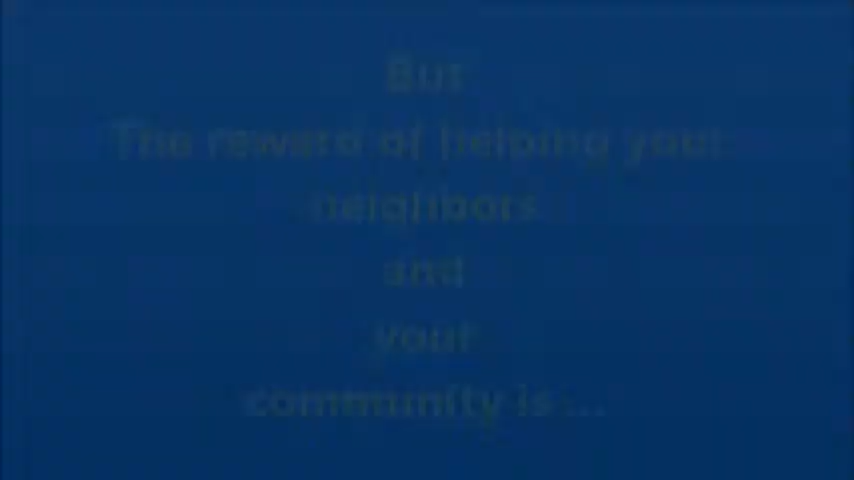 But
The reward of helping your
neighbors
and
your
community is ...